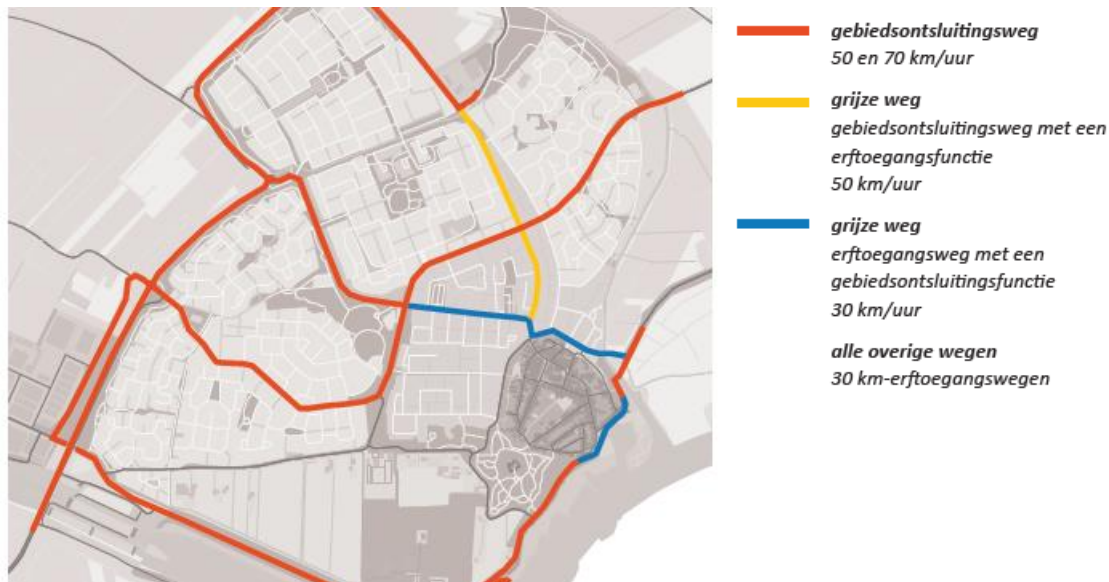 gebiedsontsluitingsweg
50 en 70 km/uur
grijze weg
gebiedsontsluitingsweg met een
erftoegangsfunctie
50 km/uur
grijze weg
erftoegangsweg met een
gebiedsontsluitingsfunctie
30 km/uur
alle overige wegen
30 km-erftoegangswegen